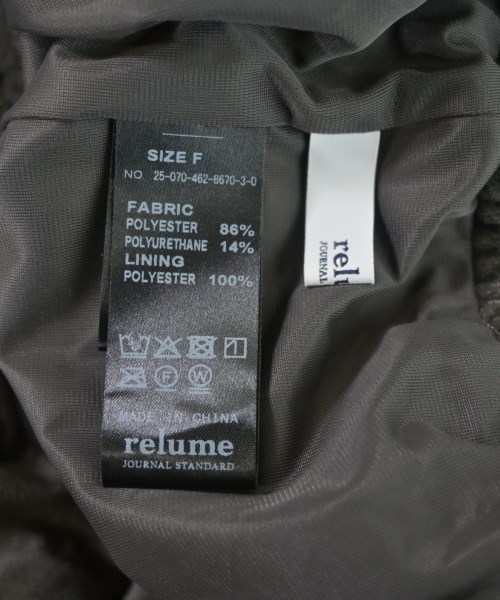 SIZE F
NO 25-070-462-8670-3-0
FABRIC
POLYESTER 86%
POLYURETHANE 14%
LINING
POLYESTER 100%
F W
MADE IN CHINA
relume
JOURNAL STANDARD
relu
JOURNAL